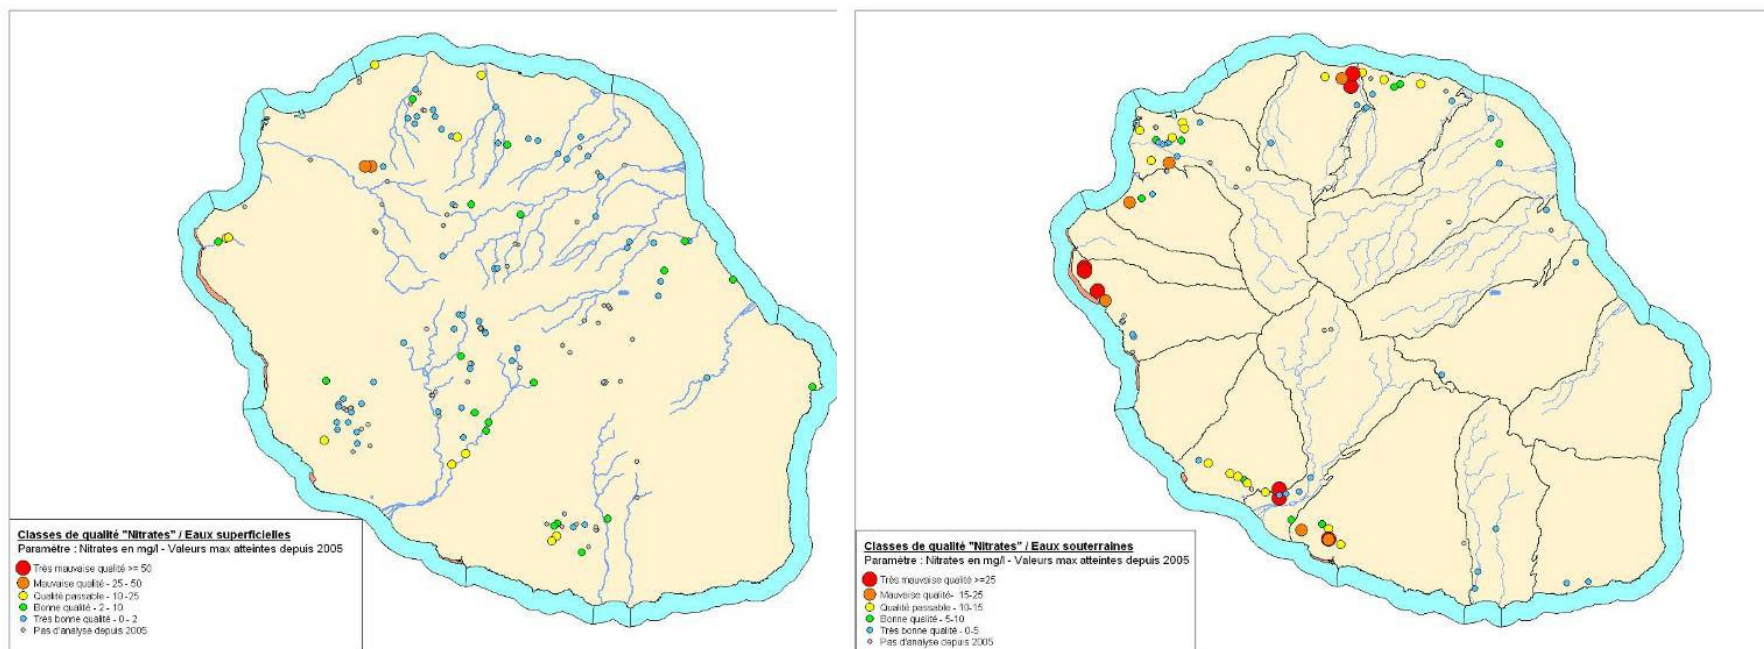 Classes de qualité "Nitrates" / Eaux superficielles
Paramètre : Nitrates en mg/l - Valeurs max atteintes depuis 2005
Très mauvaise qualité >= 50
Mauvaise qualité - 25 - 50
Qualité passable - 10 -25
Bonne qualité - 2 - 10
Très bonne qualité - 0 - 2
Pas d'analyse depuis 2005
Classes de qualité "Nitrates" / Eaux souterraines
Paramètre : Nitrates en mg/l - Valeurs max atteintes depuis 2005
Très mauvaise qualité >=25
Mauvaise qualité- 15-25
Qualité passable - 10-15
Bonne qualité - 5-10
Très bonne qualité - 0-5
Pas d'analyse depuis 2005